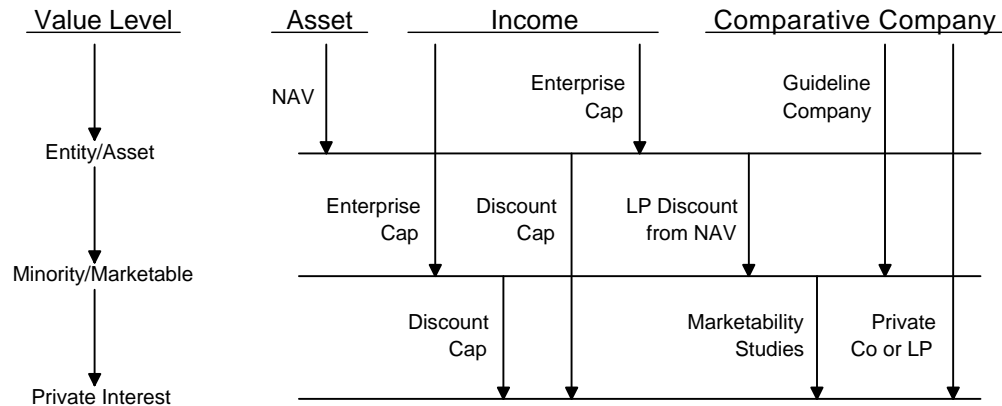 Value Level
Asset
Income
Comparative Company
NAV
Enterprise
Cap
Guideline
Company
Entity/Asset
Enterprise
Cap
Discount
Cap
LP Discount
from NAV
Minority/Marketable
Discount
Cap
Marketability
Studies
Private
Co or LP
Private Interest